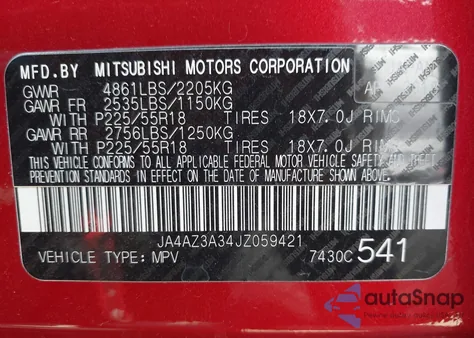 MFD.BY MITSUBISHI MOTORS CORPORATION
GVWR 4861LBS/2205KG
GAWR FR 2535LBS/1150KG
WITH P225/55R18 TIRES 18X7.0J RIMS
GAWR RR 2756LBS/1250KG
WITH P225/55R18 TIRES 18X7.0J RIMS
THIS VEHICLE CONFORMS TO ALL APPLICABLE FEDERAL MOTOR VEHICLE SAFETY AND THEFT
PREVENTION STANDARDS IN EFFECT ON THE DATE OF MANUFACTURE SHOWN ABOVE.
JA4AZ3A34JZ059421
VEHICLE TYPE: MPV 7430C 541
autoSnap